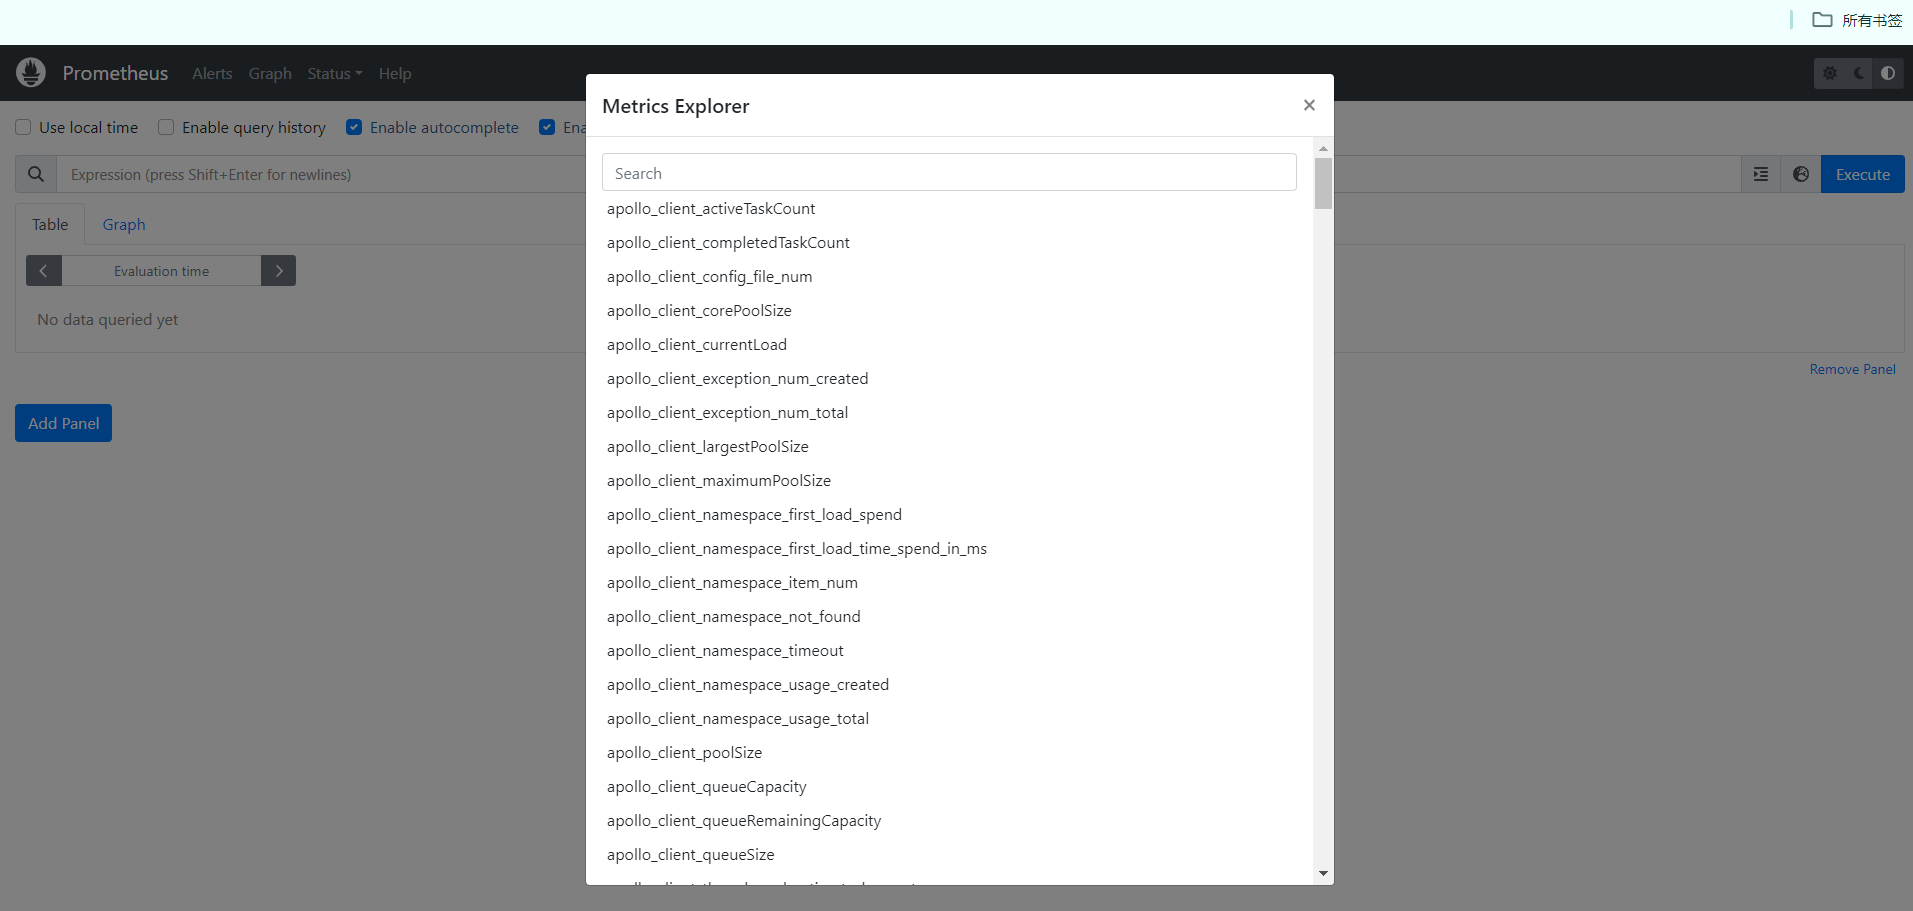 所有书签
Prometheus Alerts Graph Status Help
Use local time Enable query history Enable autocomplete Ena
Expression (press Shift+Enter for newlines) Execute
Table Graph
Evaluation time
No data queried yet
Remove Panel
Add Panel
Metrics Explorer ×
Search
apollo_client_activeTaskCount
apollo_client_completedTaskCount
apollo_client_config_file_num
apollo_client_corePoolSize
apollo_client_currentLoad
apollo_client_exception_num_created
apollo_client_exception_num_total
apollo_client_largestPoolSize
apollo_client_maximumPoolSize
apollo_client_namespace_first_load_spend
apollo_client_namespace_first_load_time_spend_in_ms
apollo_client_namespace_item_num
apollo_client_namespace_not_found
apollo_client_namespace_timeout
apollo_client_namespace_usage_created
apollo_client_namespace_usage_total
apollo_client_poolSize
apollo_client_queueCapacity
apollo_client_queueRemainingCapacity
apollo_client_queueSize